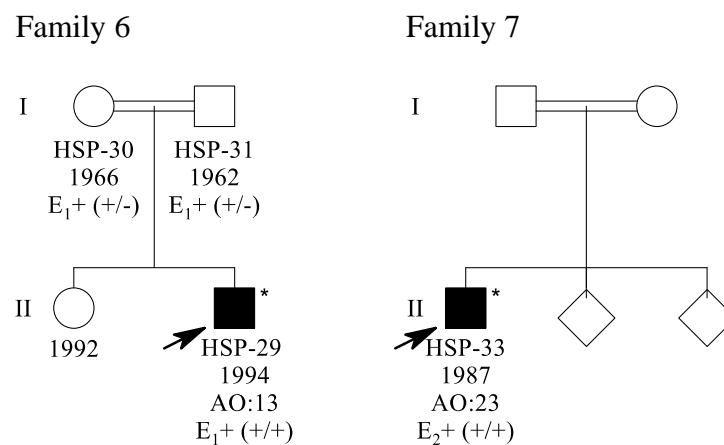 Family 6
Family 7
I
I
HSP-30
HSP-31
1966
1962
E₁+ (+/-)
E₁+ (+/-)
II
*
II
*
1992
HSP-29
HSP-33
1994
1987
AO:13
AO:23
E₁+ (+/+)
E₂+ (+/+)